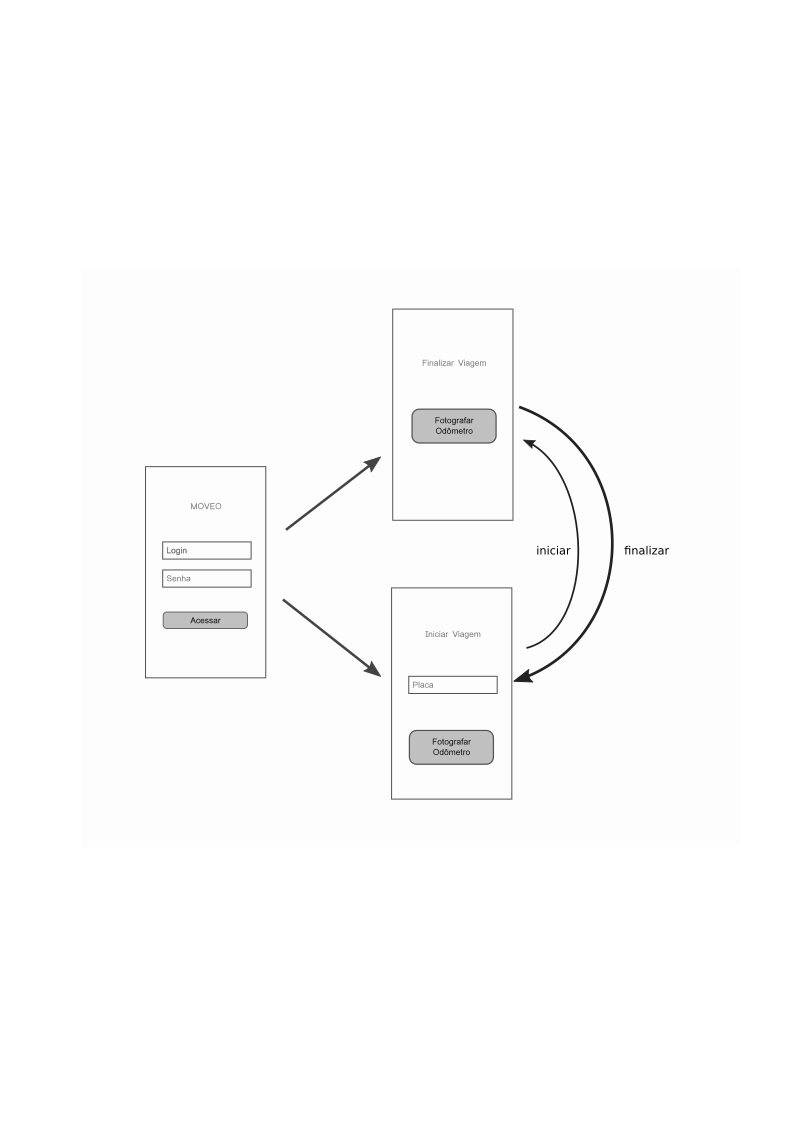 MOVEO
Login
Senha
Acessar
Finalizar Viagem
Fotografar
Odômetro
iniciar
finalizar
Iniciar Viagem
Placa
Fotografar
Odômetro